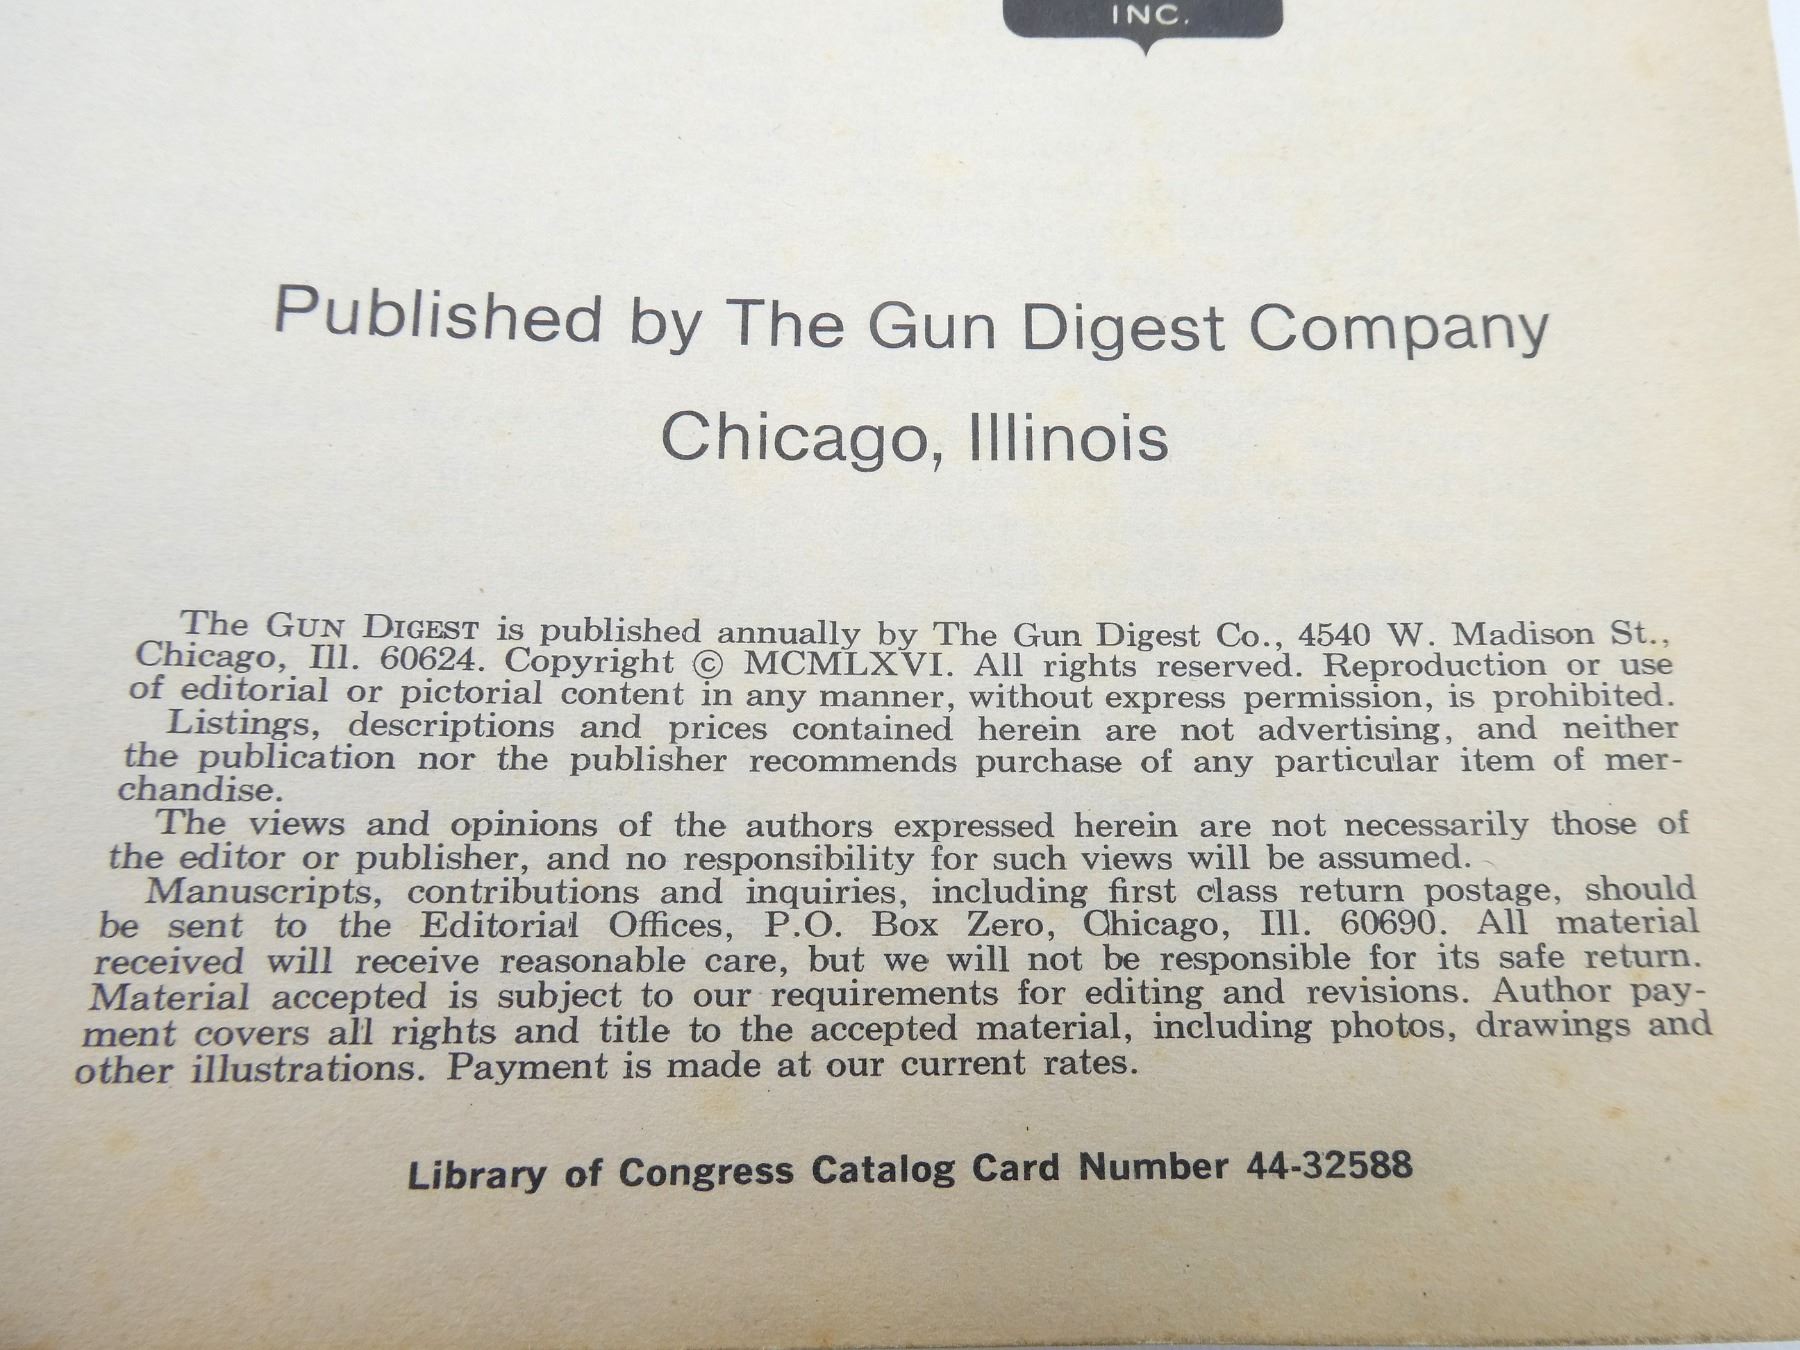 INC.
Published by The Gun Digest Company
Chicago, Illinois
The GUN DIGEST is published annually by The Gun Digest Co., 4540 W. Madison St.,
Chicago, Ill. 60624. Copyright © MCMLXVI. All rights reserved. Reproduction or use
of editorial or pictorial content in any manner, without express permission, is prohibited.
Listings, descriptions and prices contained herein are not advertising, and neither
the publication nor the publisher recommends purchase of any particular item of mer-
chandise.
The views and opinions of the authors expressed herein are not necessarily those of
the editor or publisher, and no responsibility for such views will be assumed.
Manuscripts, contributions and inquiries, including first class return postage, should
be sent to the Editorial Offices, P.O. Box Zero, Chicago, Ill. 60690. All material
received will receive reasonable care, but we will not be responsible for its safe return.
Material accepted is subject to our requirements for editing and revisions. Author pay-
ment covers all rights and title to the accepted material, including photos, drawings and
other illustrations. Payment is made at our current rates.
Library of Congress Catalog Card Number 44-32588